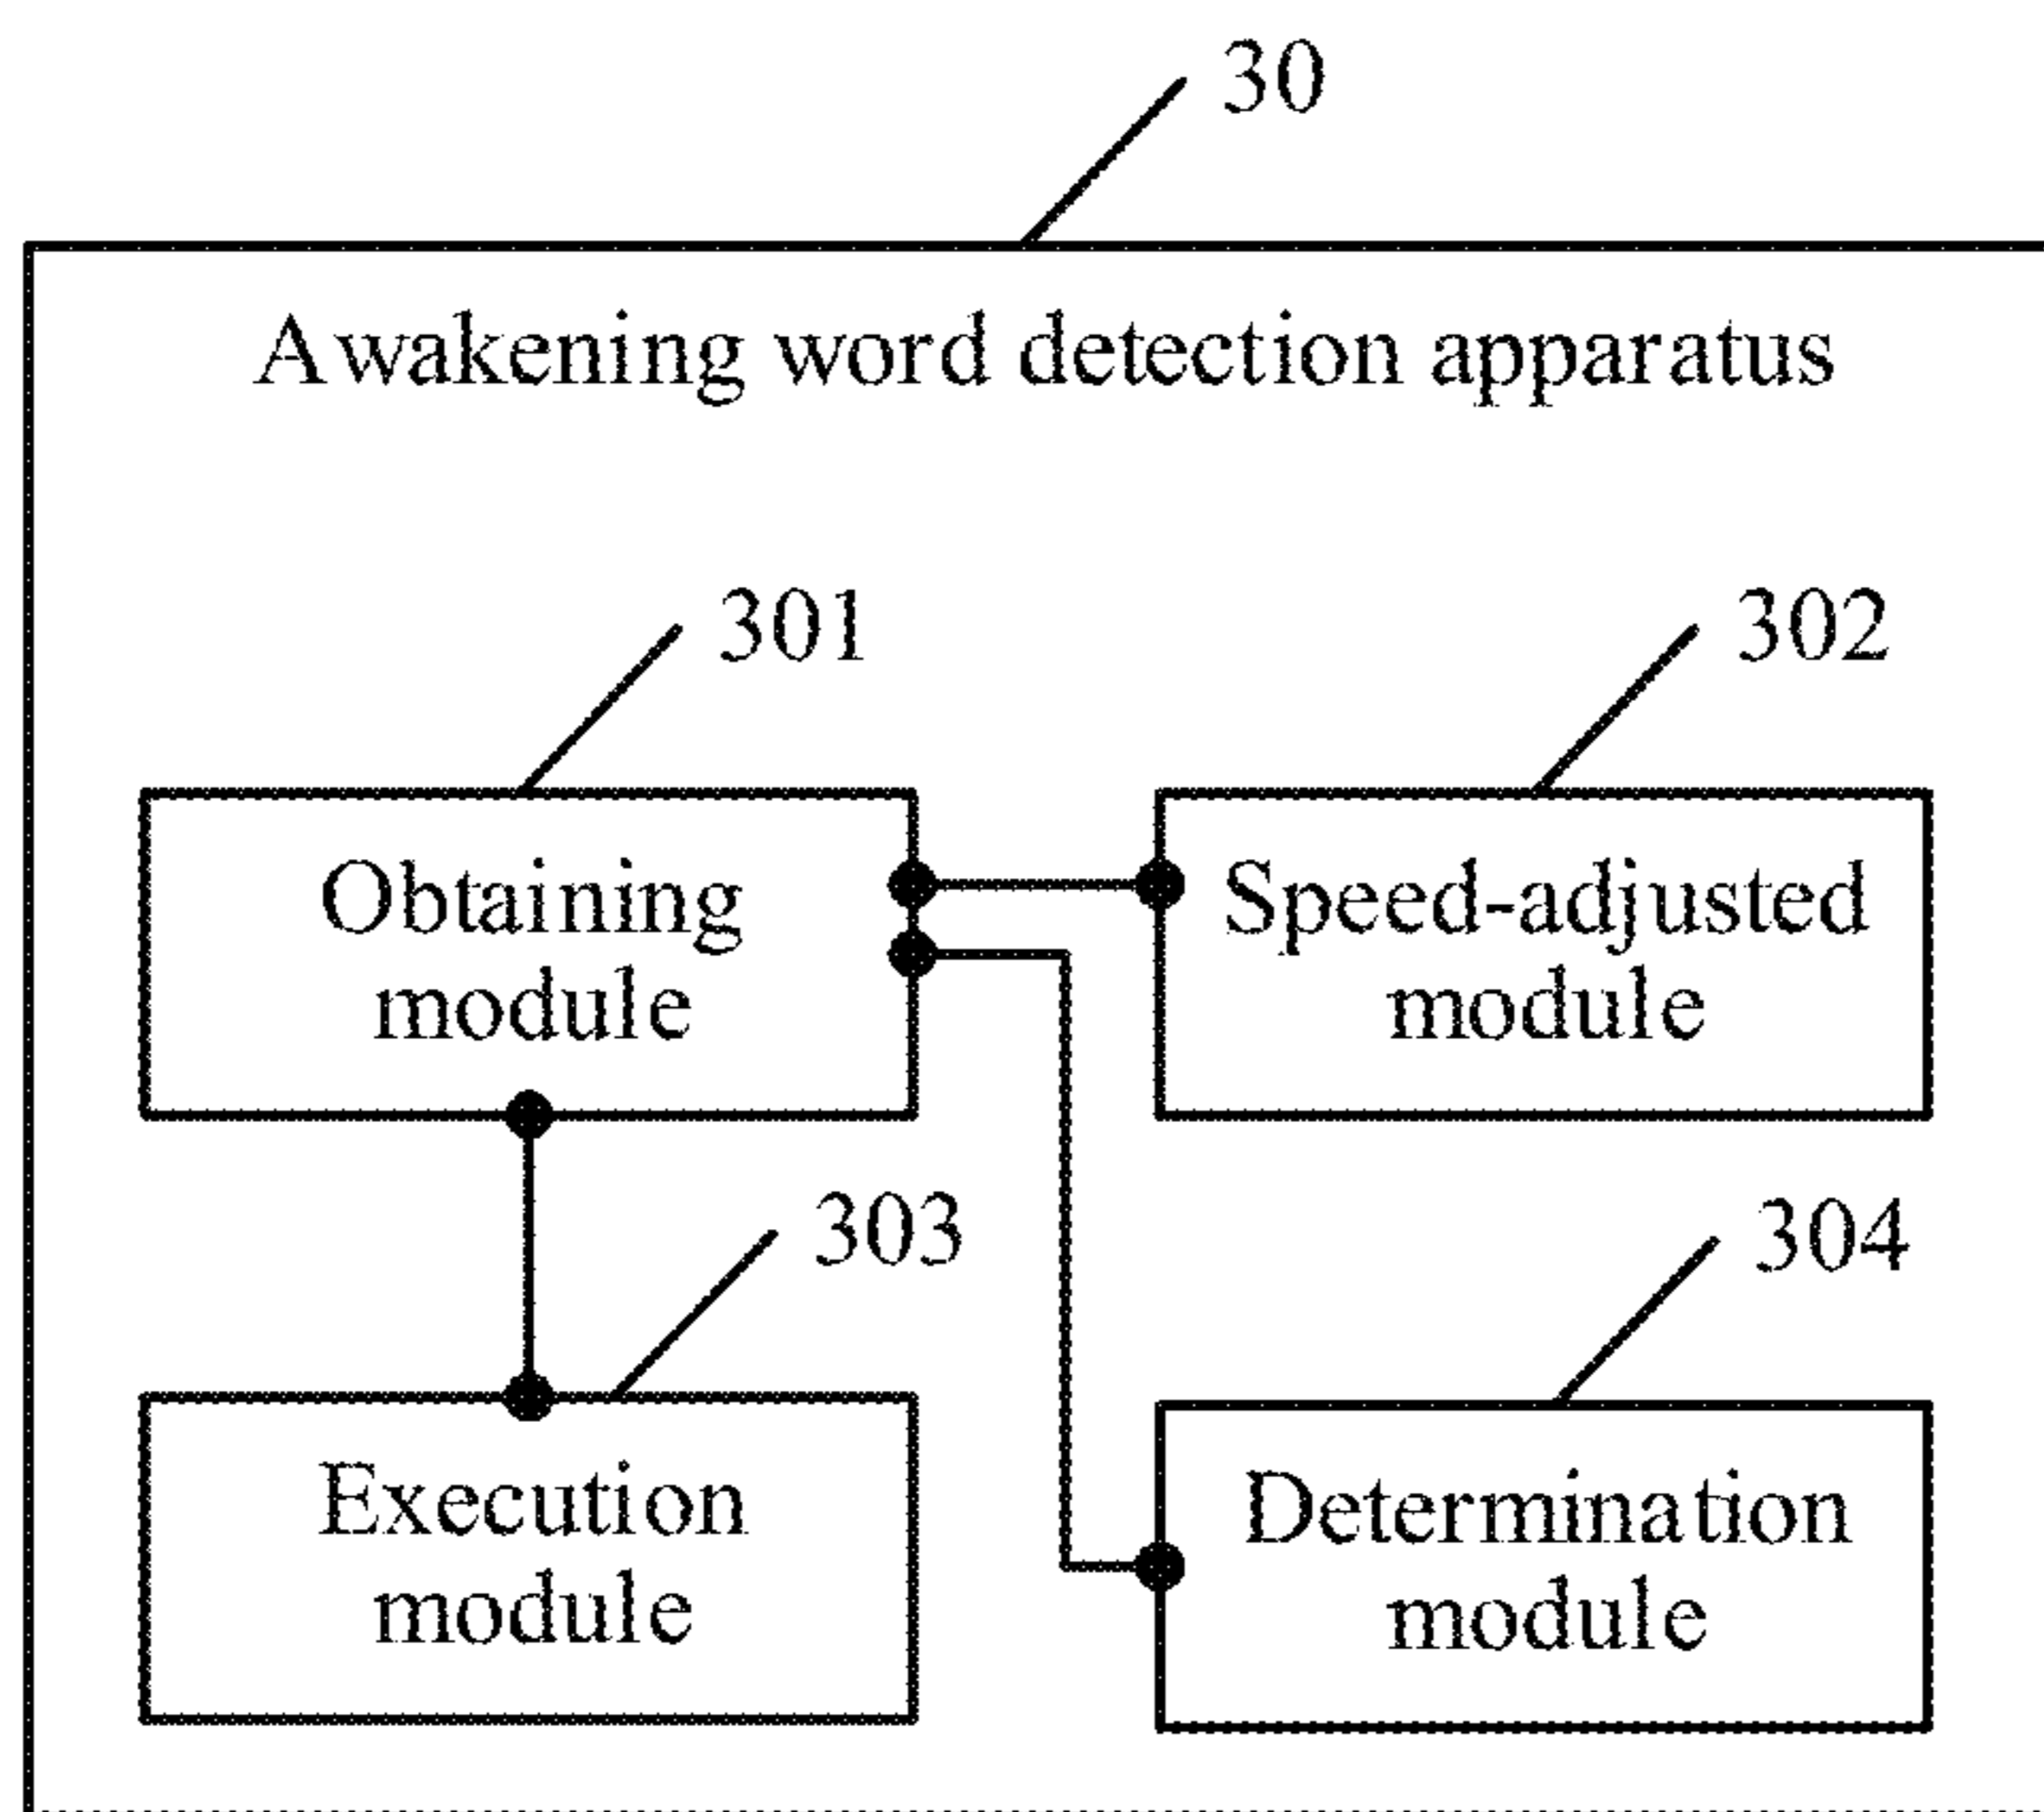 30
Awakening word detection apparatus
301
302
Obtaining
module
Speed-adjusted
module
303
304
Execution
module
Determination
module